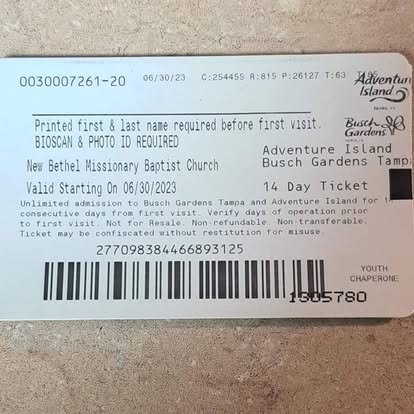 0030007261-20 06/30/23 C:254455 R:815 P:26127 T:63
Adventure
Island
Printed first & last name required before first visit.
BIOSCAN & PHOTO ID REQUIRED
Busch
Gardens
Adventure Island
New Bethel Missionary Baptist Church
Busch Gardens Tampa
Valid Starting On 06/30/2023
14 Day Ticket
Unlimited admission to Busch Gardens Tampa and Adventure Island for
consecutive days from first visit. Verify days of operation prior
to first visit. Not for Resale. Non-refundable. Non-transferable.
Ticket may be confiscated without restitution for misuse.
277098384466893125
YOUTH
CHAPERONE
1305780